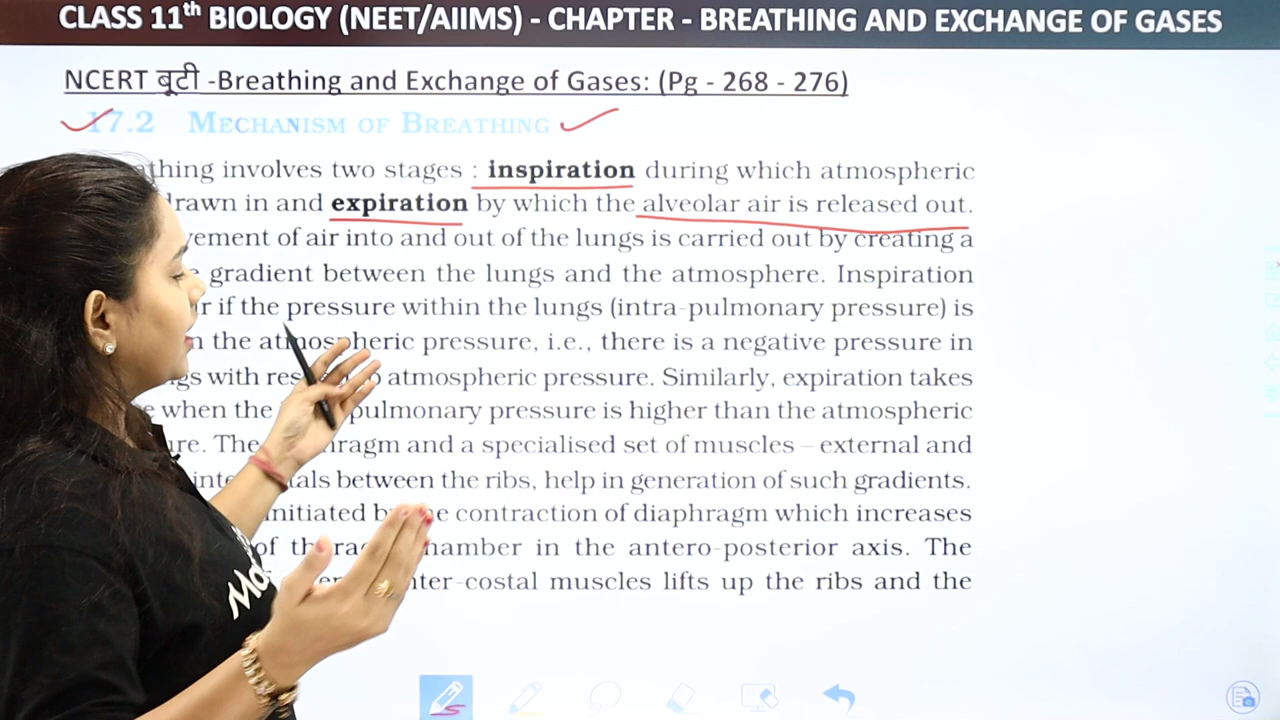 CLASS 11th BIOLOGY (NEET/AIIMS) - CHAPTER - BREATHING AND EXCHANGE OF GASES
NCERT बूटी -Breathing and Exchange of Gases: (Pg - 268 - 276)
17.2 MECHANISM OF BREATHING
thing involves two stages : inspiration during which atmospheric
drawn in and expiration by which the alveolar air is released out.
vement of air into and out of the lungs is carried out by creating a
gradient between the lungs and the atmosphere. Inspiration
r if the pressure within the lungs (intra-pulmonary pressure) is
n the atmospheric pressure, i.e., there is a negative pressure in
gs with res o atmospheric pressure. Similarly, expiration takes
e when the pulmonary pressure is higher than the atmospheric
ure. The hragm and a specialised set of muscles – external and
inte tals between the ribs, help in generation of such gradients.
initiated b e contraction of diaphragm which increases
of thora hamber in the antero-posterior axis. The
nter-costal muscles lifts up the ribs and the